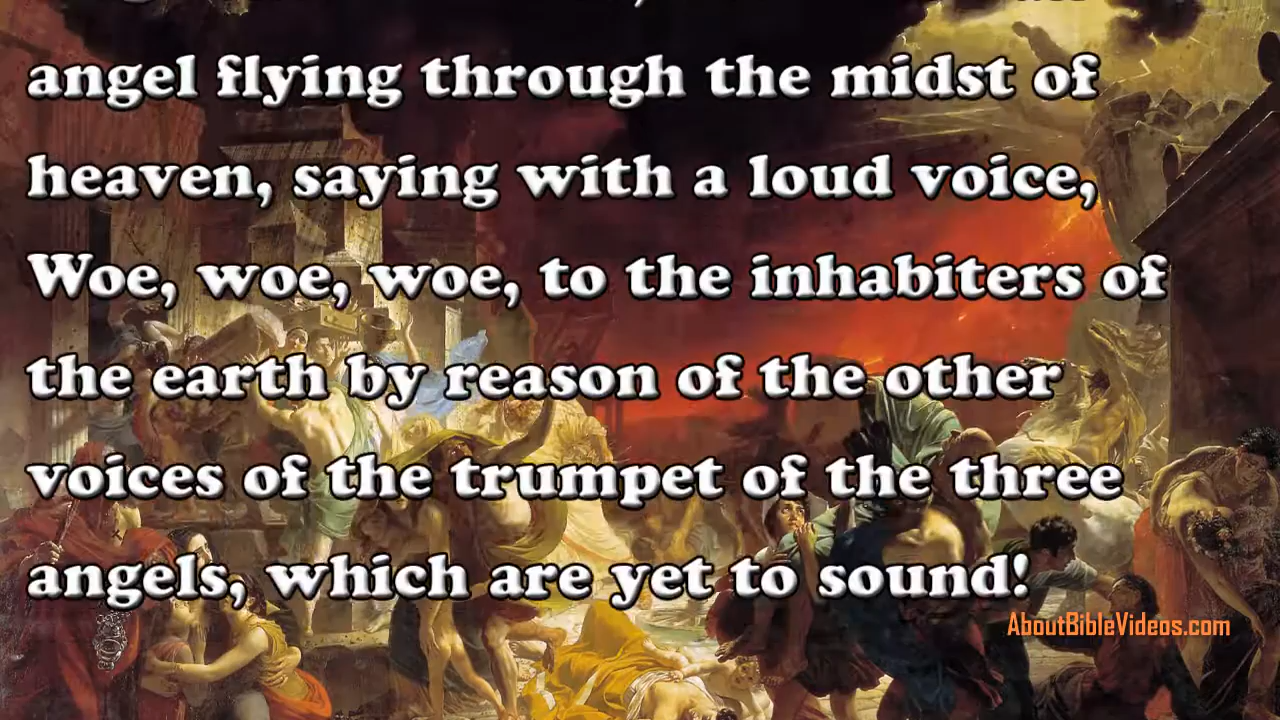 angel flying through the midst of
heaven, saying with a loud voice,
Woe, woe, woe, to the inhabiters of
the earth by reason of the other
voices of the trumpet of the three
angels, which are yet to sound!
AboutBibleVideos.com